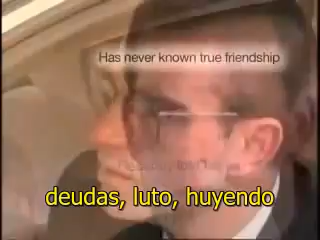 Has never known true friendship
deudas, luto, huyendo